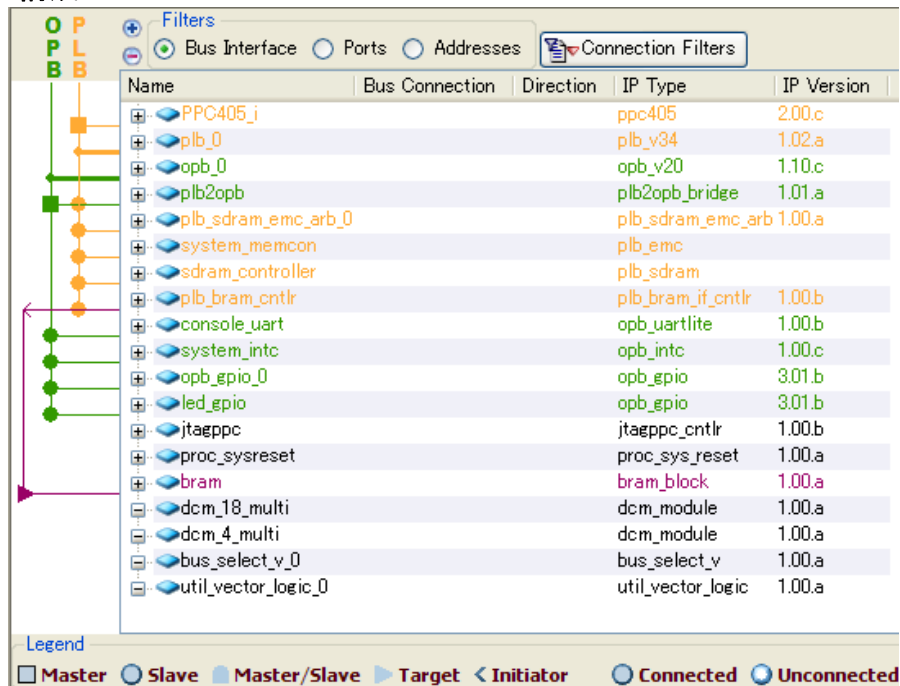 O P
P L
B B
Filters
Bus Interface Ports Addresses Connection Filters
Name Bus Connection Direction IP Type IP Version
PPC405_i ppc405 2.00.c
plb_0 plb_v34 1.02.a
opb_0 opb_v20 1.10.c
plb2opb plb2opb_bridge 1.01.a
plb_sdram_emc_arb_0 plb_sdram_emc_arb 1.00.a
system_memcon plb_emc
sdram_controller plb_sdram
plb_bram_cntlr plb_bram_if_cntlr 1.00.b
console_uart opb_uartlite 1.00.b
system_intc opb_intc 1.00.c
opb_gpio_0 opb_gpio 3.01.b
led_gpio opb_gpio 3.01.b
jtagppc jtagppc_cntlr 1.00.b
proc_sysreset proc_sys_reset 1.00.a
bram bram_block 1.00.a
dcm_18_multi dcm_module 1.00.a
dcm_4_multi dcm_module 1.00.a
bus_select_v_0 bus_select_v 1.00.a
util_vector_logic_0 util_vector_logic 1.00.a
Legend
Master Slave Master/Slave Target Initiator Connected Unconnected